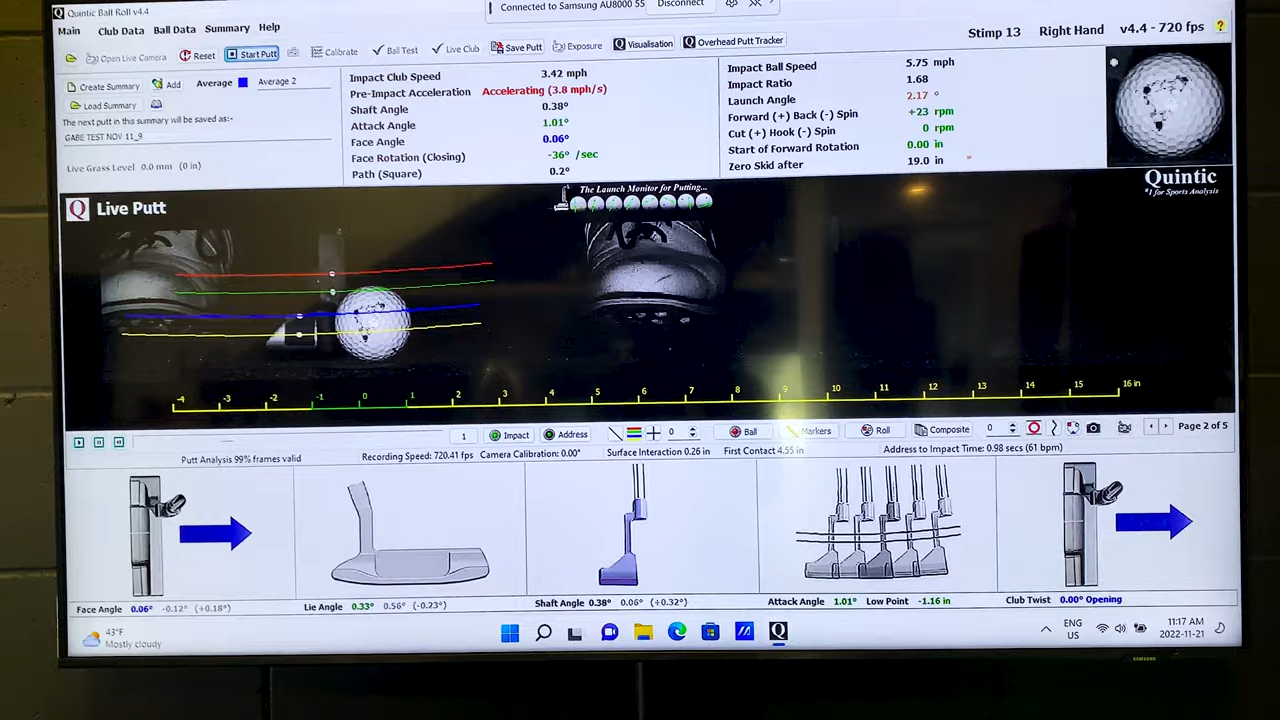 Quintic Ball Roll v4.4
Connected to Samsung AU8000 55 Disconnect
Main Club Data Ball Data Summary Help
Stimp 13 Right Hand v4.4 - 720 fps ?
Open Live Camera Reset Start Putt Calibrate Ball Test Live Club Save Putt Exposure Visualisation Overhead Putt Tracker
Create Summary Add Average Average 2
Load Summary
The next putt in this summary will be saved as:-
GABE TEST NOV 11_9
Live Grass Level 0.0 mm (0 in)
Impact Club Speed 3.42 mph
Pre-Impact Acceleration Accelerating (3.8 mph/s)
Shaft Angle 0.38°
Attack Angle 1.01°
Face Angle 0.06°
Face Rotation (Closing) -36° /sec
Path (Square) 0.2°
Impact Ball Speed 5.75 mph
Impact Ratio 1.68
Launch Angle 2.17 °
Forward (+) Back (-) Spin +23 rpm
Cut (+) Hook (-) Spin 0 rpm
Start of Forward Rotation 0.00 in
Zero Skid after 19.0 in
Q Live Putt
The Launch Monitor for Putting...
Quintic
#1 for Sports Analysis
-4 -3 -2 -1 0 1 2 3 4 5 6 7 8 9 10 11 12 13 14 15 16 in
1 Impact Address 0 Ball Markers Roll Composite 0 Page 2 of 5
Putt Analysis 99% frames valid Recording Speed: 720.41 fps Camera Calibration: 0.00° Surface Interaction 0.26 in First Contact 4.55 in Address to Impact Time: 0.98 secs (61 bpm)
Face Angle 0.06° -0.12° (+0.18°) Lie Angle 0.33° 0.56° (-0.23°) Shaft Angle 0.38° 0.06° (+0.32°) Attack Angle 1.01° Low Point -1.16 in Club Twist 0.00° Opening
43°F
Mostly cloudy
ENG
US
11:17 AM
2022-11-21
SAMSUNG